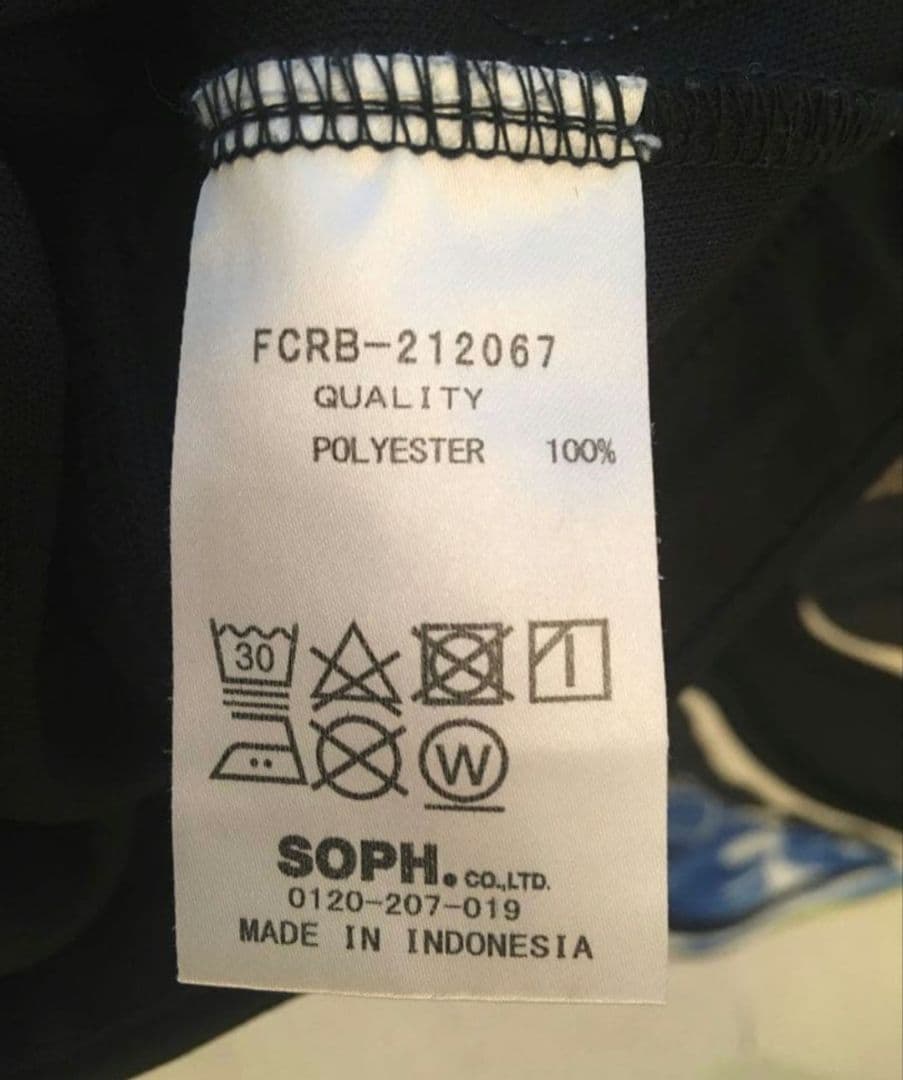 FCRB-212067
QUALITY
POLYESTER 100%
30
W
SOPH. CO.,LTD.
0120-207-019
MADE IN INDONESIA